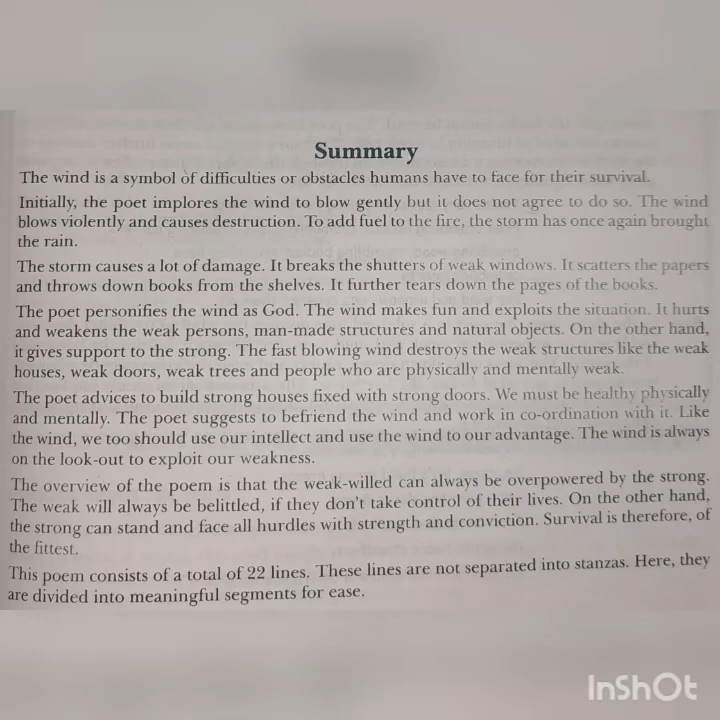 Summary
The wind is a symbol of difficulties or obstacles humans have to face for their survival.
Initially, the poet implores the wind to blow gently but it does not agree to do so. The wind
blows violently and causes destruction. To add fuel to the fire, the storm has once again brought
the rain.
The storm causes a lot of damage. It breaks the shutters of weak windows. It scatters the papers
and throws down books from the shelves. It further tears down the pages of the books.
The poet personifies the wind as God. The wind makes fun and exploits the situation. It hurts
and weakens the weak persons, man-made structures and natural objects. On the other hand,
it gives support to the strong. The fast blowing wind destroys the weak structures like the weak
houses, weak doors, weak trees and people who are physically and mentally weak.
The poet advices to build strong houses fixed with strong doors. We must be healthy physically
and mentally. The poet suggests to befriend the wind and work in co-ordination with it. Like
the wind, we too should use our intellect and use the wind to our advantage. The wind is always
on the look-out to exploit our weakness.
The overview of the poem is that the weak-willed can always be overpowered by the strong.
The weak will always be belittled, if they don't take control of their lives. On the other hand,
the strong can stand and face all hurdles with strength and conviction. Survival is therefore, of
the fittest.
This poem consists of a total of 22 lines. These lines are not separated into stanzas. Here, they
are divided into meaningful segments for ease.
InShOt